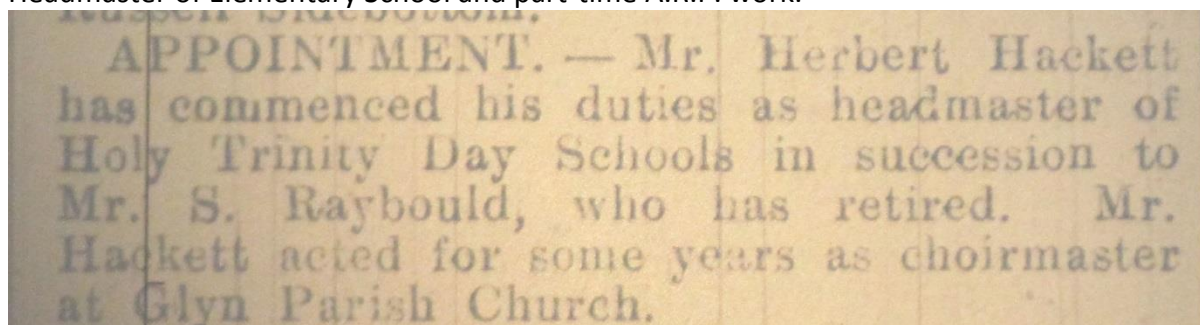 Headmaster of Elementary School and part-time A.R.P. work.
Russell Sidebottom.
APPOINTMENT. — Mr. Herbert Hackett
has commenced his duties as headmaster of
Holy Trinity Day Schools in succession to
Mr. S. Raybould, who has retired. Mr.
Hackett acted for some years as choirmaster
at Glyn Parish Church.